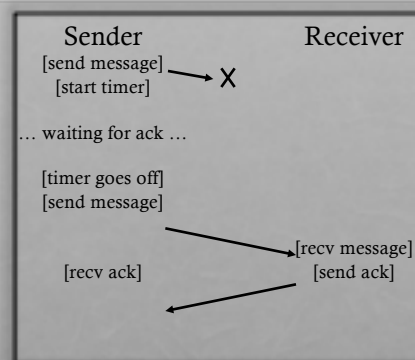 Sender
Receiver
[send message]
[start timer]
X
… waiting for ack …
[timer goes off]
[send message]
[recv message]
[recv ack]
[send ack]